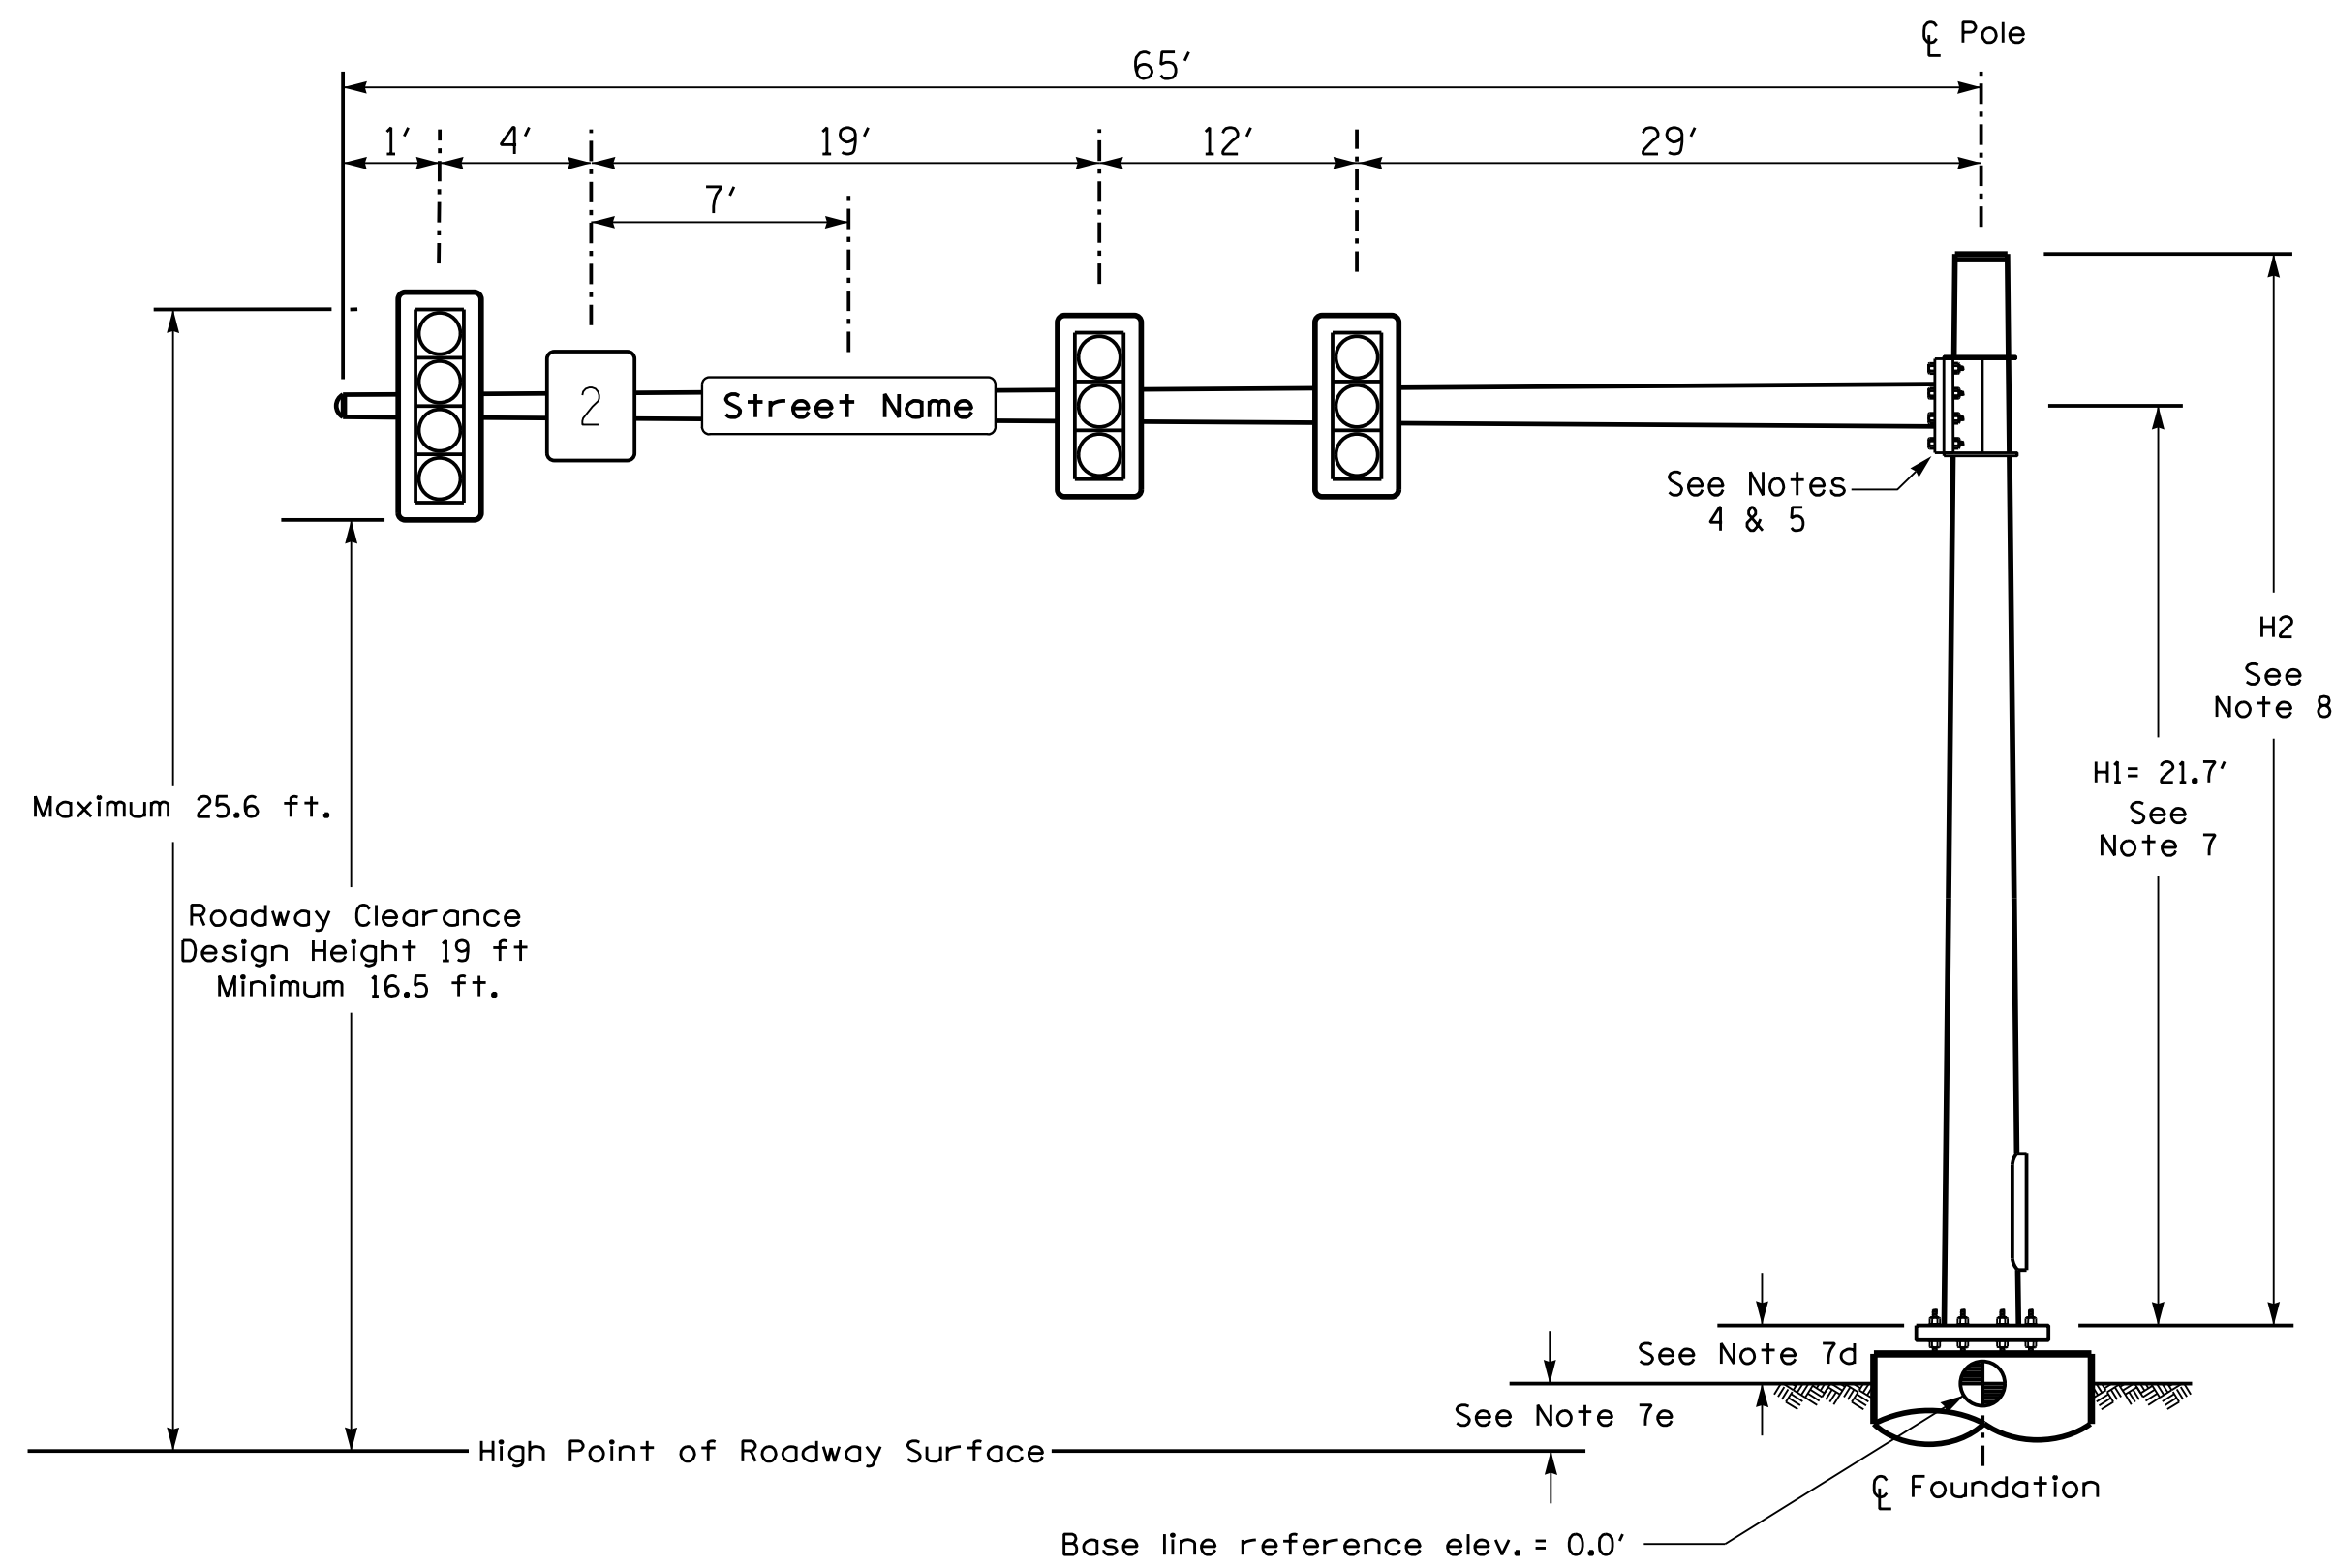 ℄ Pole
65'
1'
4'
19'
12'
29'
7'
2
Street Name
See Notes
4 & 5
H2
See
Note 8
H1= 21.7'
See
Note 7
Maximum 25.6 ft.
Roadway Clearance
Design Height 19 ft
Minimum 16.5 ft.
See Note 7d
See Note 7e
High Point of Roadway Surface
℄ Foundation
Base line reference elev. = 0.0'